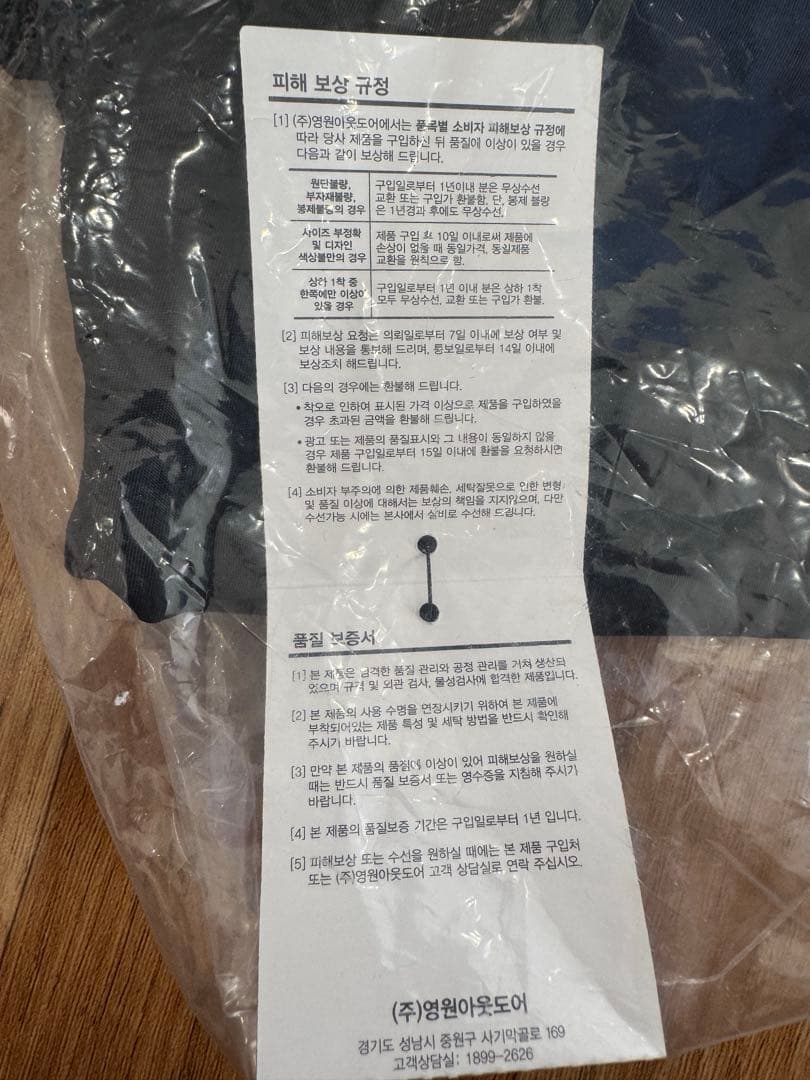 피해 보상 규정
[1] (주)영원아웃도어에서는 품목별 소비자 피해보상 규정에
따라 당사 제품을 구입하신 뒤 품질에 이상이 있을 경우
다음과 같이 보상해 드립니다.
원단불량,
부자재불량,
봉제불량의 경우
구입일로부터 1년이내 분은 무상수선
교환 또는 구입가 환불함, 단, 봉제 불량
은 1년경과 후에도 무상수선.
사이즈 부정확
및 디자인
색상불만의 경우
제품 구입 후 10일 이내로써 제품에
손상이 없을 때 동일가격, 동일제품
교환을 원칙으로 함.
상하 1착 중
한쪽에만 이상이
있을 경우
구입일로부터 1년 이내 분은 상하 1착
모두 무상수선, 교환 또는 구입가 환불.
[2] 피해보상 요청은 의뢰일로부터 7일 이내에 보상 여부 및
보상 내용을 통보해 드리며, 통보일로부터 14일 이내에
보상조치 해드립니다.
[3] 다음의 경우에는 환불해 드립니다.
• 착오로 인하여 표시된 가격 이상으로 제품을 구입하였을
경우 초과된 금액을 환불해 드립니다.
• 광고 또는 제품의 품질표시와 그 내용이 동일하지 않을
경우 제품 구입일로부터 15일 이내에 환불을 요청하시면
환불해 드립니다.
[4] 소비자 부주의에 의한 제품훼손, 세탁잘못으로 인한 변형
및 품질 이상에 대해서는 보상의 책임을 지지않으며, 다만
수선가능 시에는 본사에서 실비로 수선해 드립니다.
품질 보증서
[1] 본 제품은 엄격한 품질 관리와 공정 관리를 거쳐 생산되
었으며 규격 및 외관 검사, 물성검사에 합격한 제품입니다.
[2] 본 제품의 사용 수명을 연장시키기 위하여 본 제품에
부착되어있는 제품 특성 및 세탁 방법을 반드시 확인해
주시기 바랍니다.
[3] 만약 본 제품의 품질에 이상이 있어 피해보상을 원하실
때는 반드시 품질 보증서 또는 영수증을 지침해 주시기
바랍니다.
[4] 본 제품의 품질보증 기간은 구입일로부터 1년 입니다.
[5] 피해보상 또는 수선을 원하실 때에는 본 제품 구입처
또는 (주)영원아웃도어 고객 상담실로 연락 주십시오.
(주)영원아웃도어
경기도 성남시 중원구 사기막골로 169
고객상담실: 1899-2626